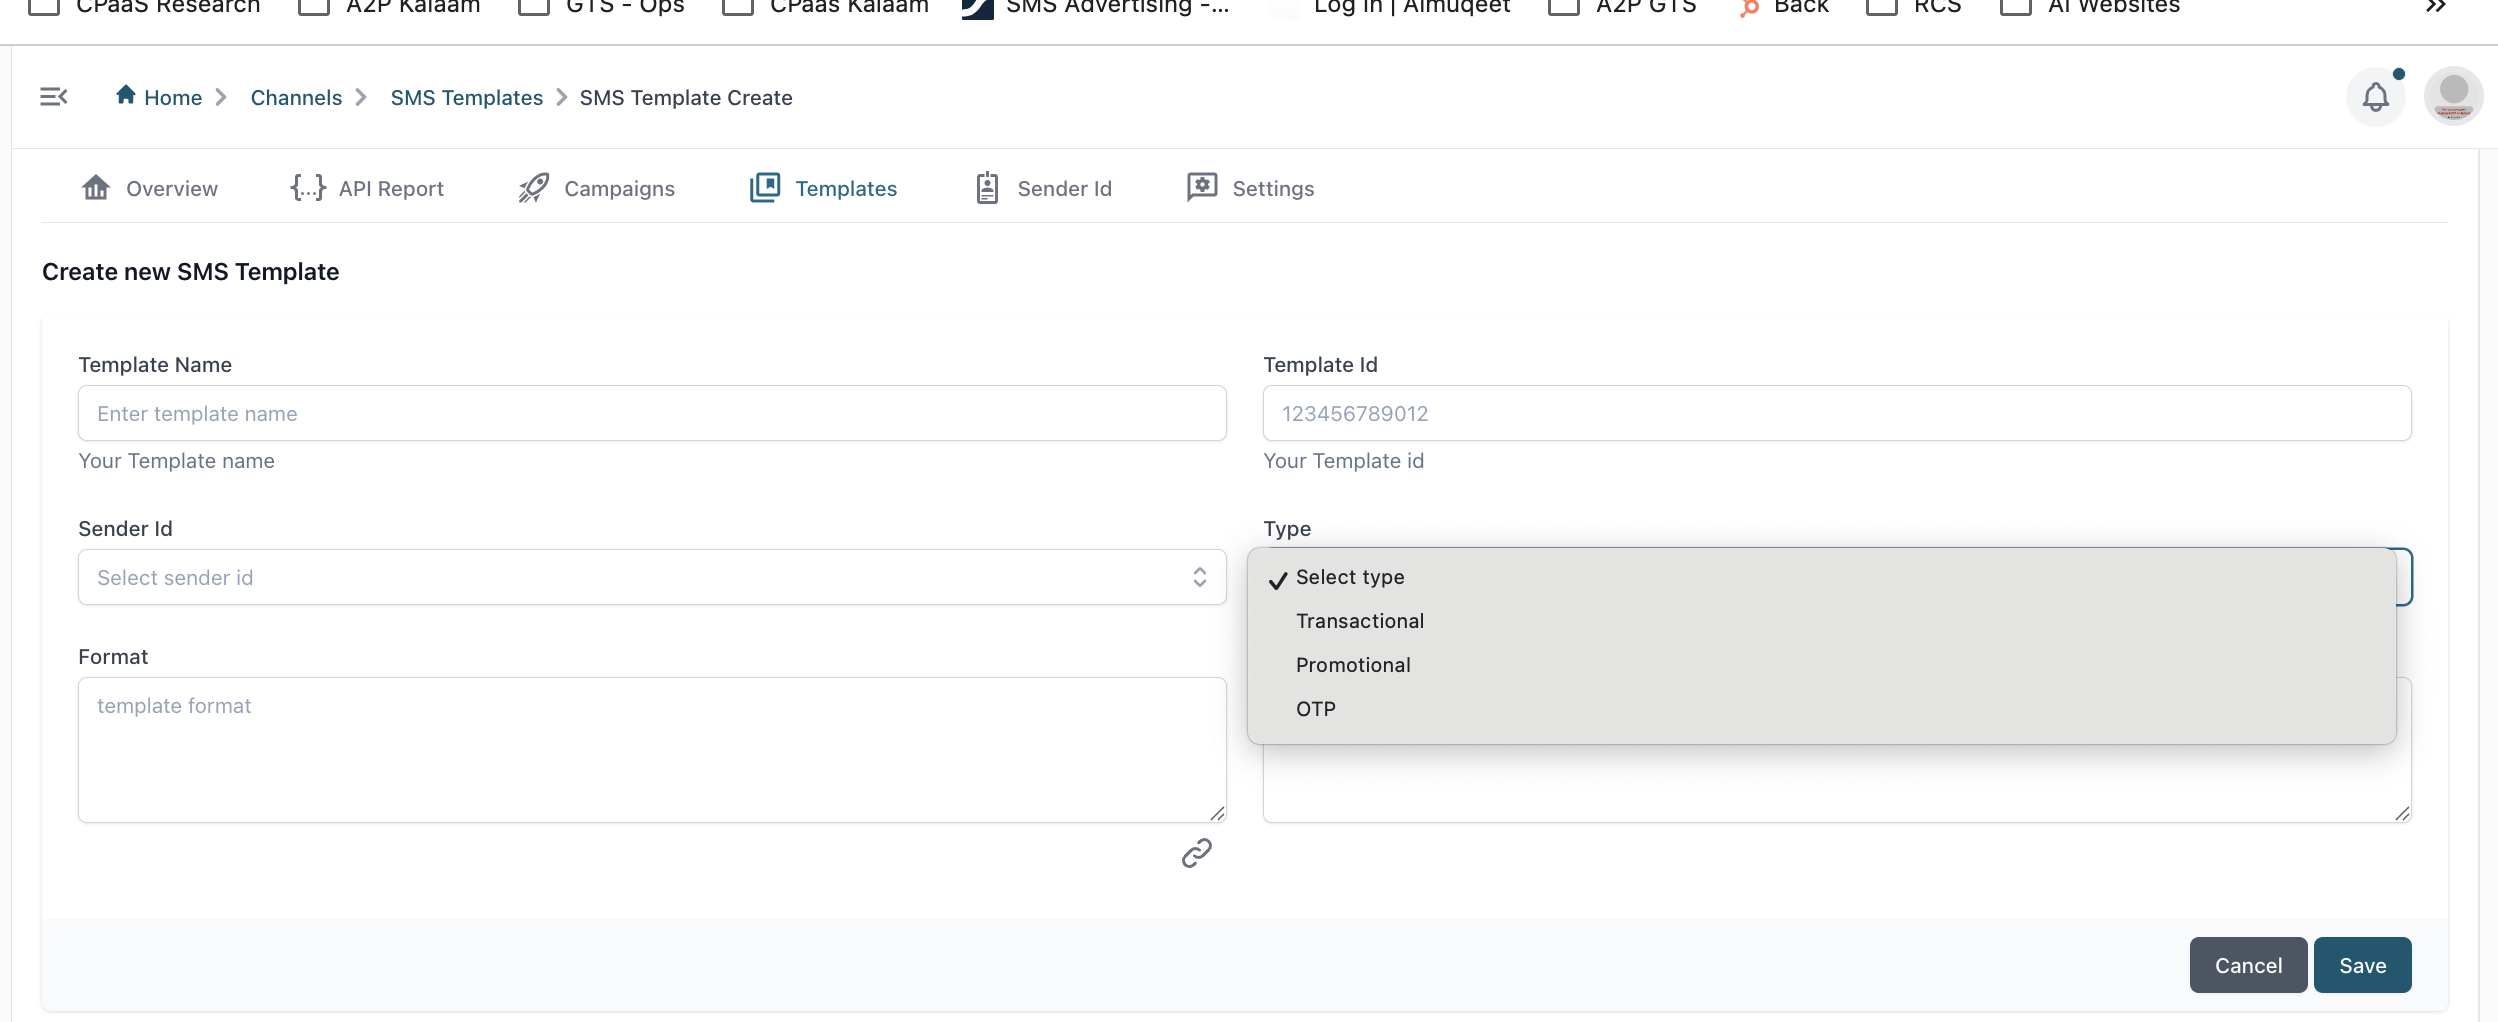 CPaaS Research A2P Kalaam GTS - Ops CPaas Kalaam SMS Advertising -... Log In | Almuqeet A2P GTS Back RCS AI Websites
Home Channels SMS Templates SMS Template Create
Overview {...} API Report Campaigns Templates Sender Id Settings
Create new SMS Template
Template Name
Enter template name
Your Template name
Template Id
123456789012
Your Template id
Sender Id
Select sender id
Type
Select type
Transactional
Promotional
OTP
Format
template format
Cancel Save